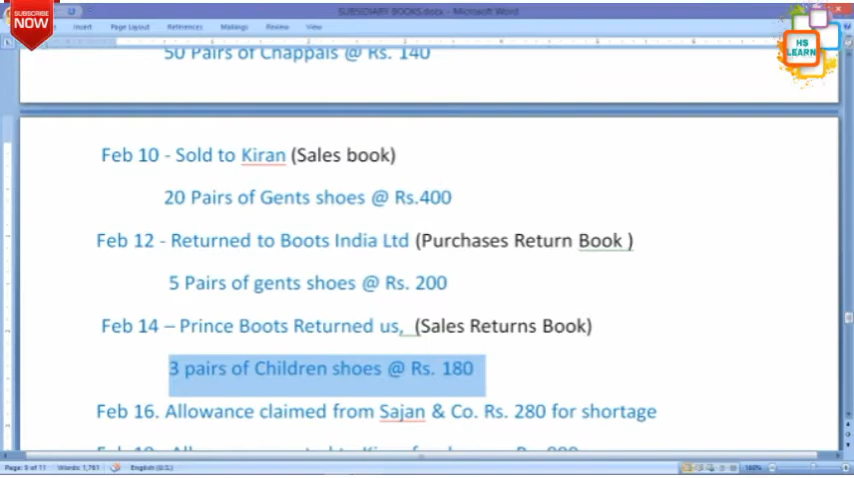 SUBSCRIBE
NOW
SUBSIDIARY BOOKS.docx - Microsoft Word
Insert Page Layout References Mailings Review View
HS
LEARN
50 Pairs of Chappals @ Rs. 140
Feb 10 - Sold to Kiran (Sales book)
20 Pairs of Gents shoes @ Rs.400
Feb 12 - Returned to Boots India Ltd (Purchases Return Book )
5 Pairs of gents shoes @ Rs. 200
Feb 14 – Prince Boots Returned us, (Sales Returns Book)
3 pairs of Children shoes @ Rs. 180
Feb 16. Allowance claimed from Sajan & Co. Rs. 280 for shortage
Page: 9 of 11 Words: 1,781 English (U.S.) 160%